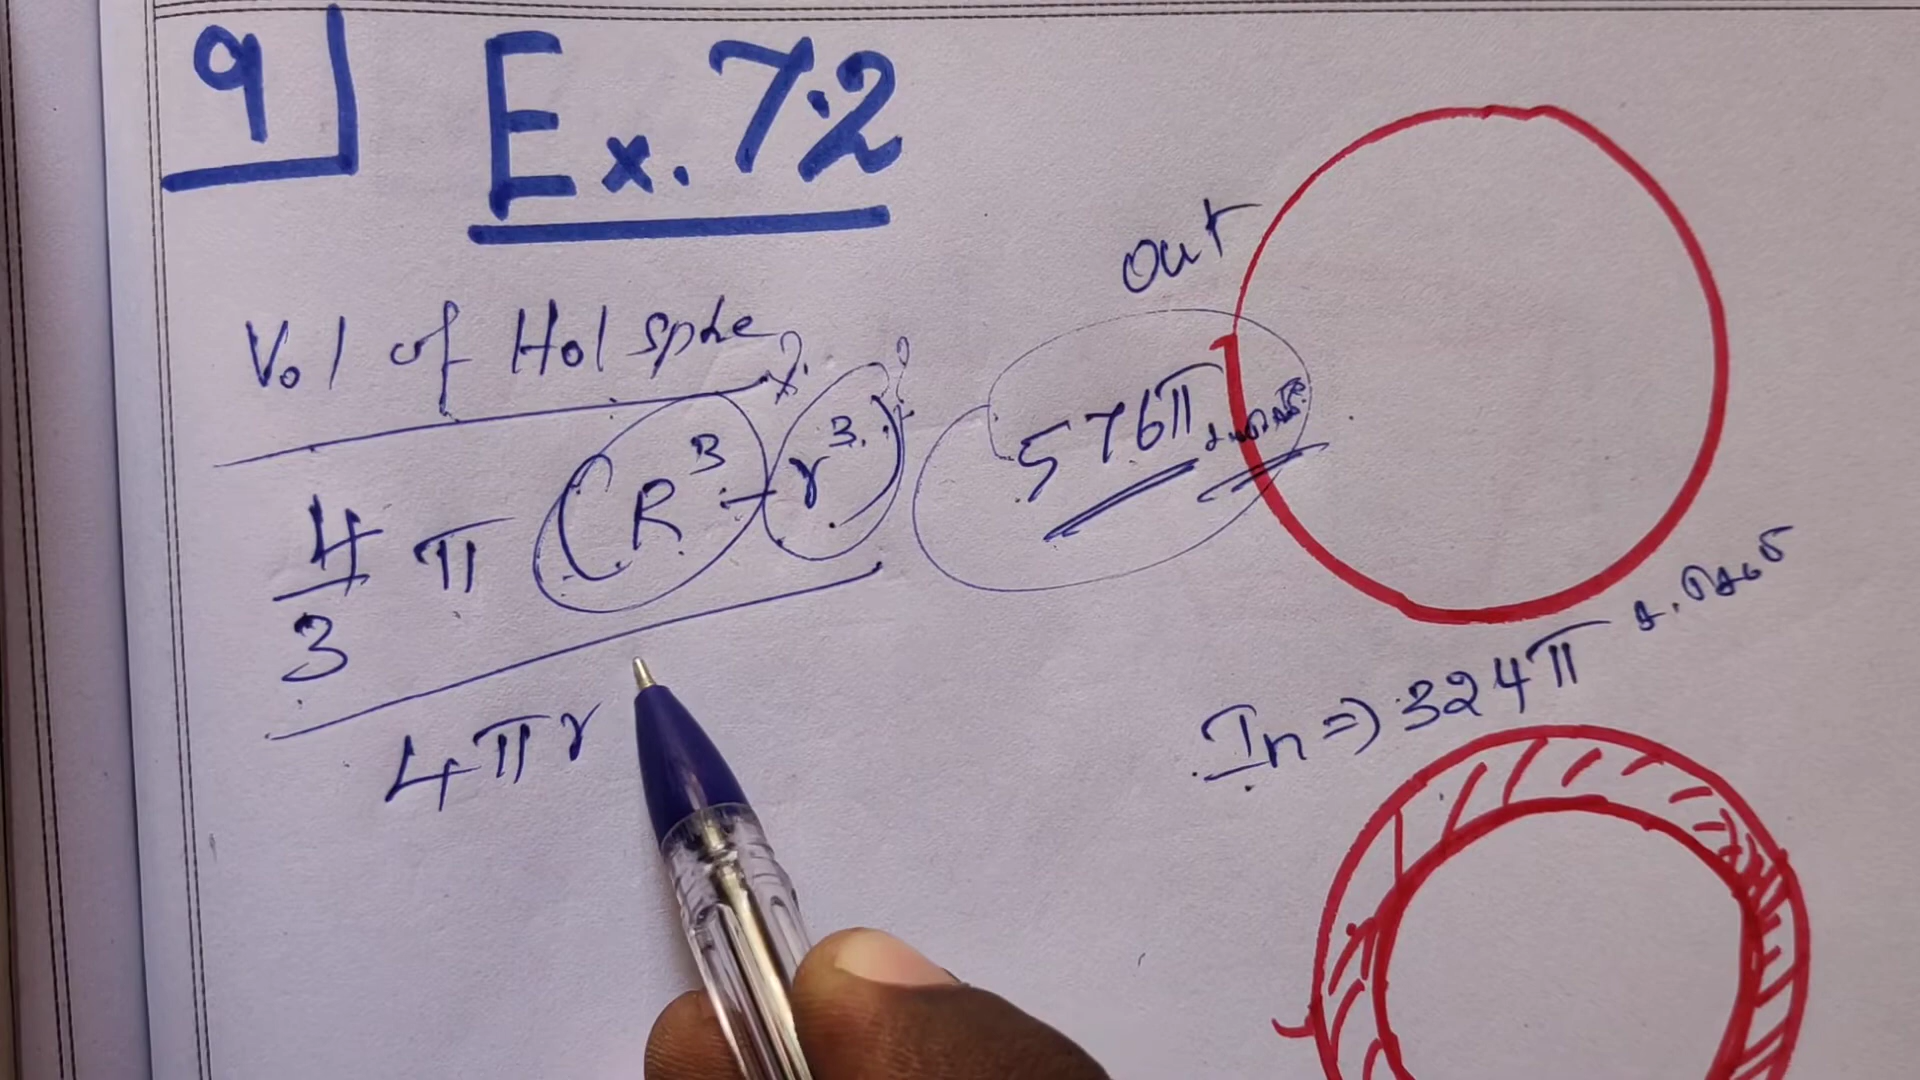 9
Ex. 7.2
Vol of Hol sphe
4/3 π (R³ - r³)
? ?
out
576π
In => 324π
4πr